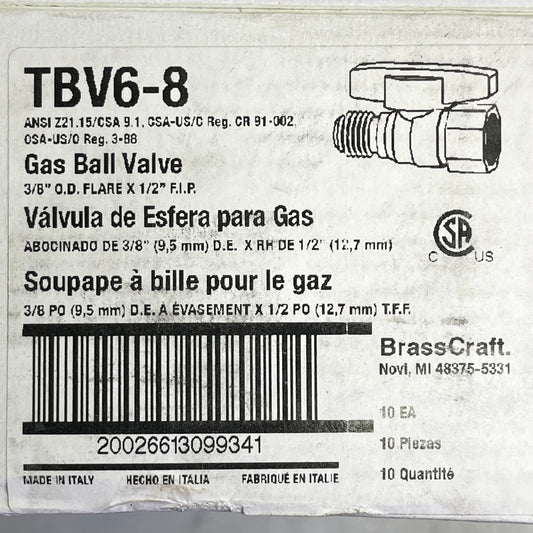 TBV6-8
ANSI Z21.15/CSA 9.1, CSA-US/C Reg. CR 91-002,
CSA-US/C Reg. 3-88
Gas Ball Valve
3/8" O.D. FLARE X 1/2" F.I.P.
Válvula de Esfera para Gas
ABOCINADO DE 3/8" (9,5 mm) D.E. X RH DE 1/2" (12,7 mm)
C SA US
Soupape à bille pour le gaz
3/8 PO (9,5 mm) D.E. À ÉVASEMENT X 1/2 PO (12,7 mm) T.F.F.
BrassCraft.
Novi, MI 48375-5331
10 EA
20026613099341
10 Piezas
MADE IN ITALY HECHO EN ITALIA FABRIQUÉ EN ITALIE
10 Quantité